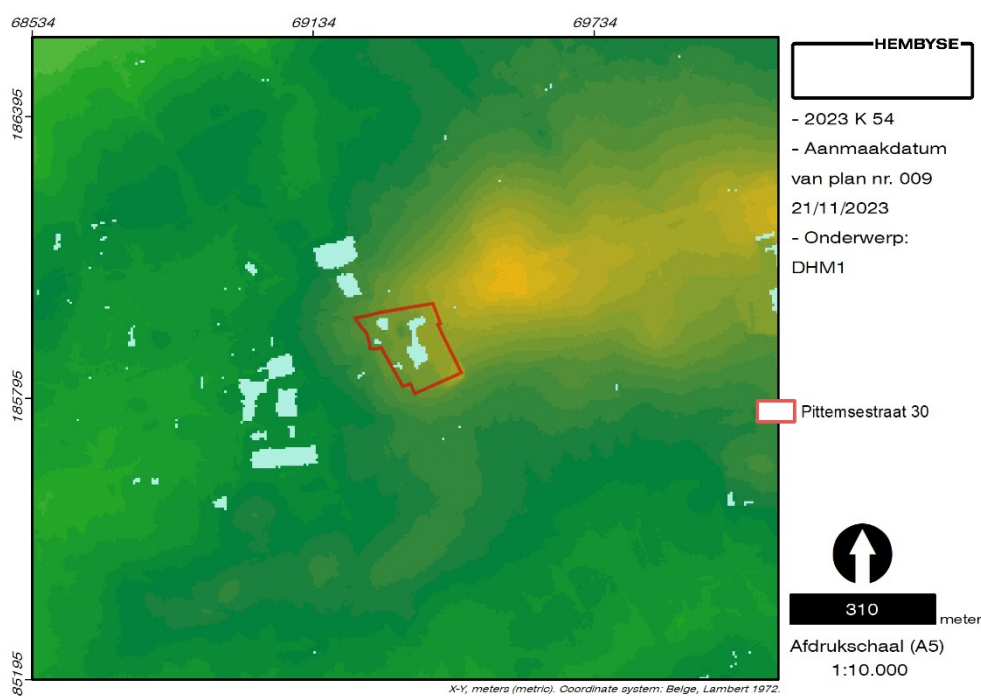 68534
69134
69734
186395
185795
85195
HEMBYSE
- 2023 K 54
- Aanmaakdatum
van plan nr. 009
21/11/2023
- Onderwerp:
DHM1
Pittemsestraat 30
310
meter
Afdrukschaal (A5)
1:10.000
X-Y, meters (metric). Coordinate system: Belge, Lambert 1972.